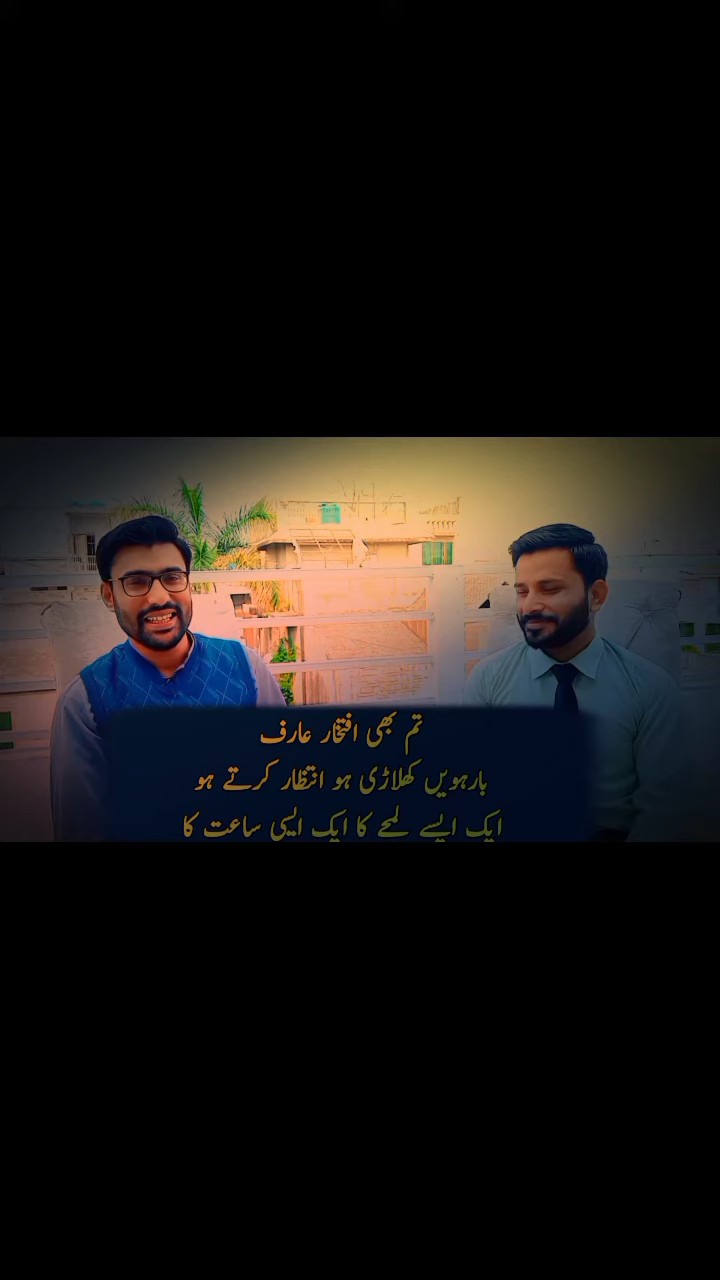 تم بھی افتخار عارف
بارہویں کھلاڑی ہو انتظار کرتے ہو
ایک ایسے لمحے کا ایک ایسی ساعت کا